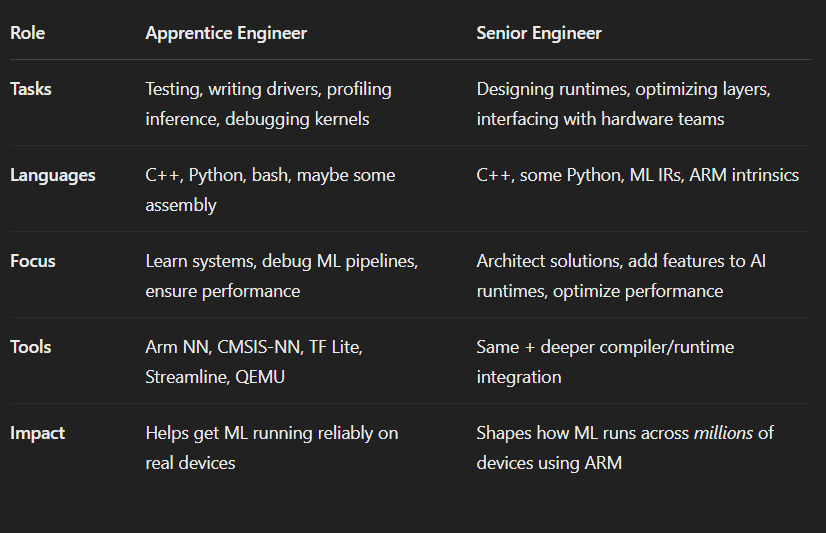 Role Apprentice Engineer Senior Engineer
Tasks Testing, writing drivers, profiling Designing runtimes, optimizing layers,
inference, debugging kernels interfacing with hardware teams
Languages C++, Python, bash, maybe some C++, some Python, ML IRs, ARM intrinsics
assembly
Focus Learn systems, debug ML pipelines, Architect solutions, add features to AI
ensure performance runtimes, optimize performance
Tools Arm NN, CMSIS-NN, TF Lite, Same + deeper compiler/runtime
Streamline, QEMU integration
Impact Helps get ML running reliably on Shapes how ML runs across millions of
real devices devices using ARM